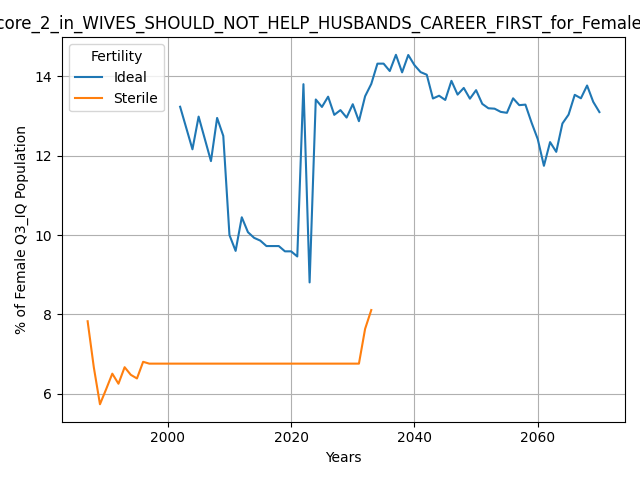 core_2_in_WIVES_SHOULD_NOT_HELP_HUSBANDS_CAREER_FIRST_for_Female
Fertility
Ideal
Sterile
14
12
10
8
6
% of Female Q3_IQ Population
2000 2020 2040 2060
Years